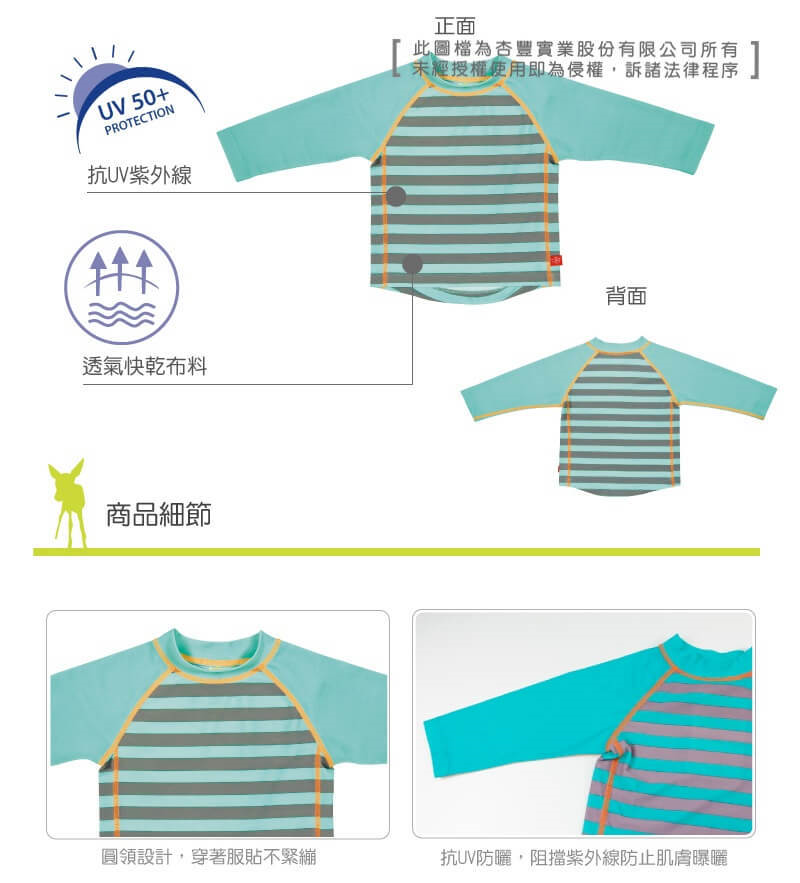 正面
此圖檔為杏豐實業股份有限公司所有
未經授權使用即為侵權，訴諸法律程序
UV 50+
PROTECTION
抗UV紫外線
背面
透氣快乾布料
商品細節
圓領設計，穿著服貼不緊繃
抗UV防曬，阻擋紫外線防止肌膚曝曬